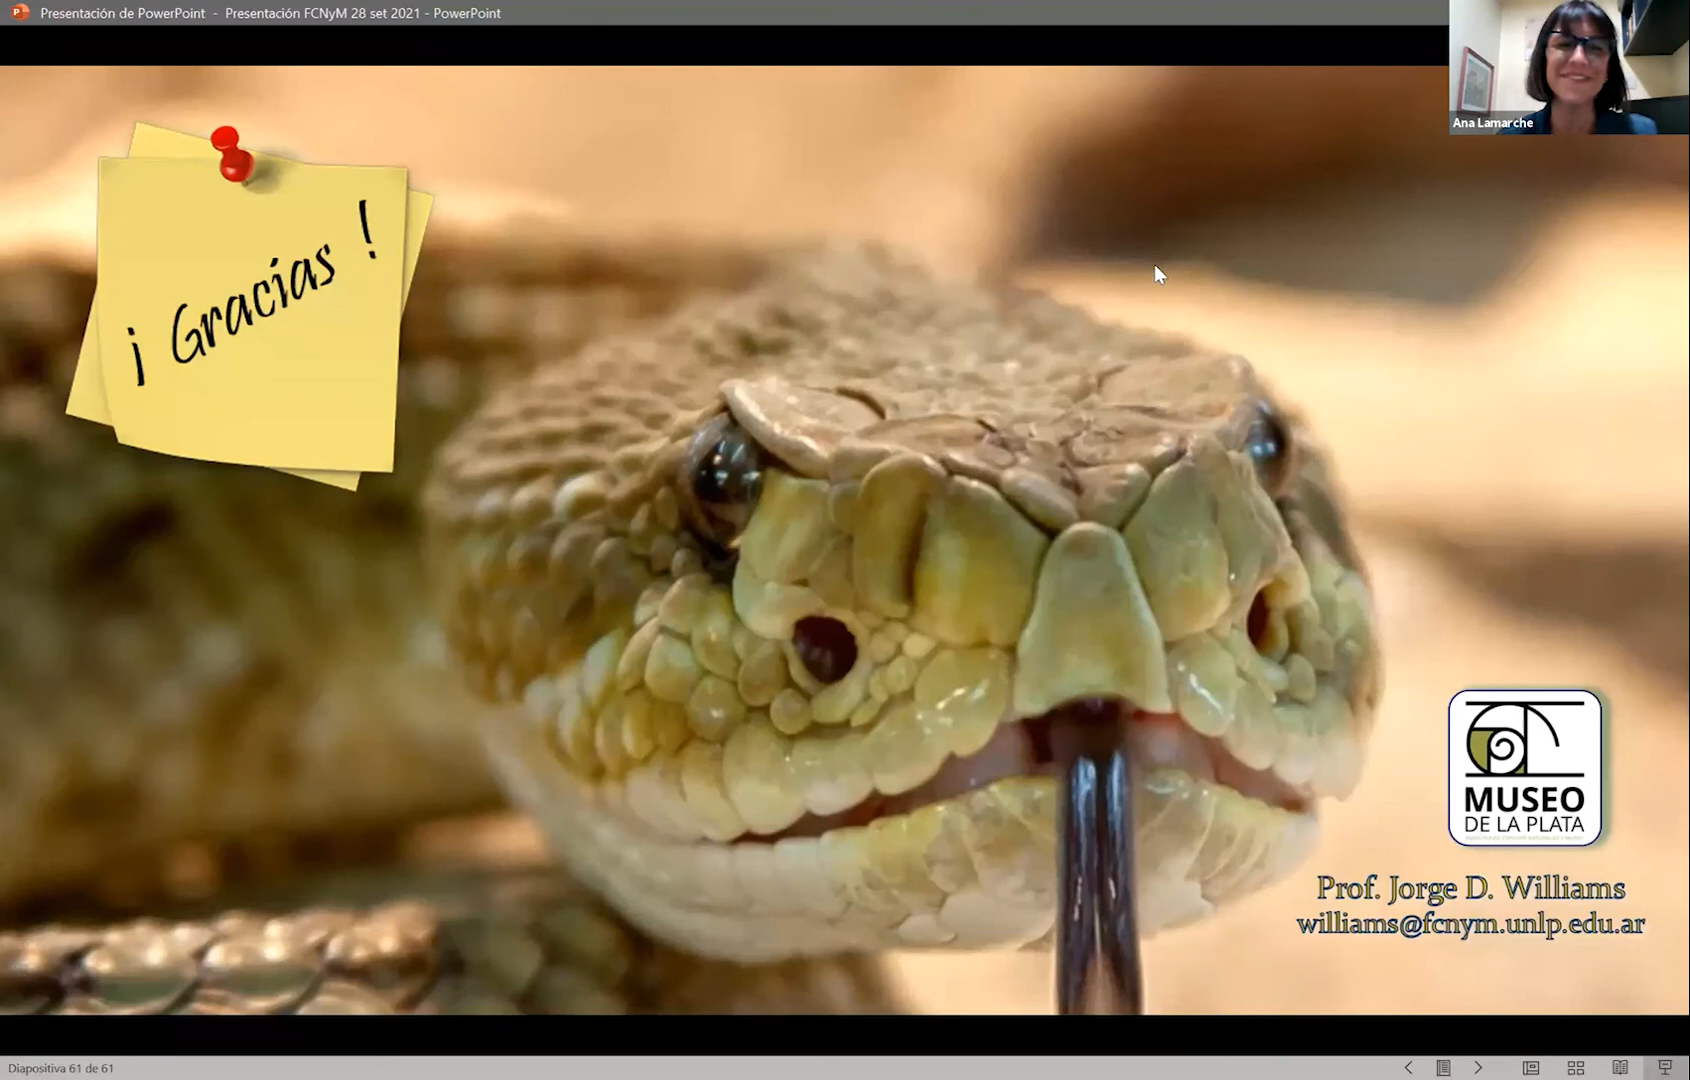 Presentación de PowerPoint - Presentación FCNyM 28 set 2021 - PowerPoint
Ana Lamarche
¡ Gracias !
MUSEO
DE LA PLATA
Prof. Jorge D. Williams
williams@fcnym.unlp.edu.ar
Diapositiva 61 de 61